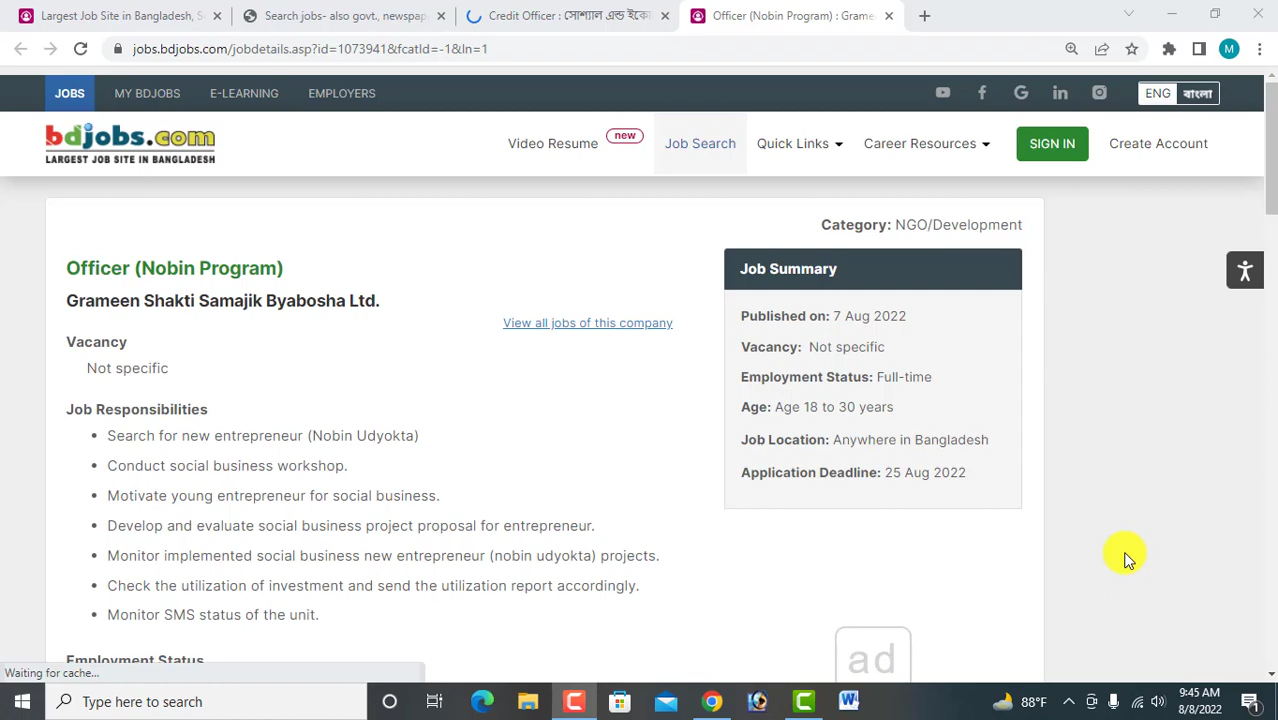 Largest Job Site in Bangladesh, S
Search jobs- also govt., newspap
Credit Officer : সোশ্যাল এন্ড ইকো
Officer (Nobin Program) : Grame
jobs.bdjobs.com/jobdetails.asp?id=1073941&fcatId=-1&ln=1
M
JOBS
MY BDJOBS
E-LEARNING
EMPLOYERS
ENG
বাংলা
bdjobs.com
LARGEST JOB SITE IN BANGLADESH
Video Resume
new
Job Search
Quick Links
Career Resources
SIGN IN
Create Account
Category: NGO/Development
Officer (Nobin Program)
Grameen Shakti Samajik Byabosha Ltd.
View all jobs of this company
Vacancy
Not specific
Job Responsibilities
• Search for new entrepreneur (Nobin Udyokta)
• Conduct social business workshop.
• Motivate young entrepreneur for social business.
• Develop and evaluate social business project proposal for entrepreneur.
• Monitor implemented social business new entrepreneur (nobin udyokta) projects.
• Check the utilization of investment and send the utilization report accordingly.
• Monitor SMS status of the unit.
Employment Status
Job Summary
Published on: 7 Aug 2022
Vacancy: Not specific
Employment Status: Full-time
Age: Age 18 to 30 years
Job Location: Anywhere in Bangladesh
Application Deadline: 25 Aug 2022
ad
Waiting for cache...
Type here to search
88°F
9:45 AM
8/8/2022
1